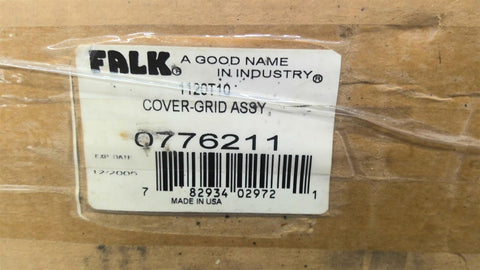 FALK® A GOOD NAME
IN INDUSTRY®
1120T10
COVER-GRID ASSY
0776211
EXP DATE
12/2005
7 82934 02972 1
MADE IN USA